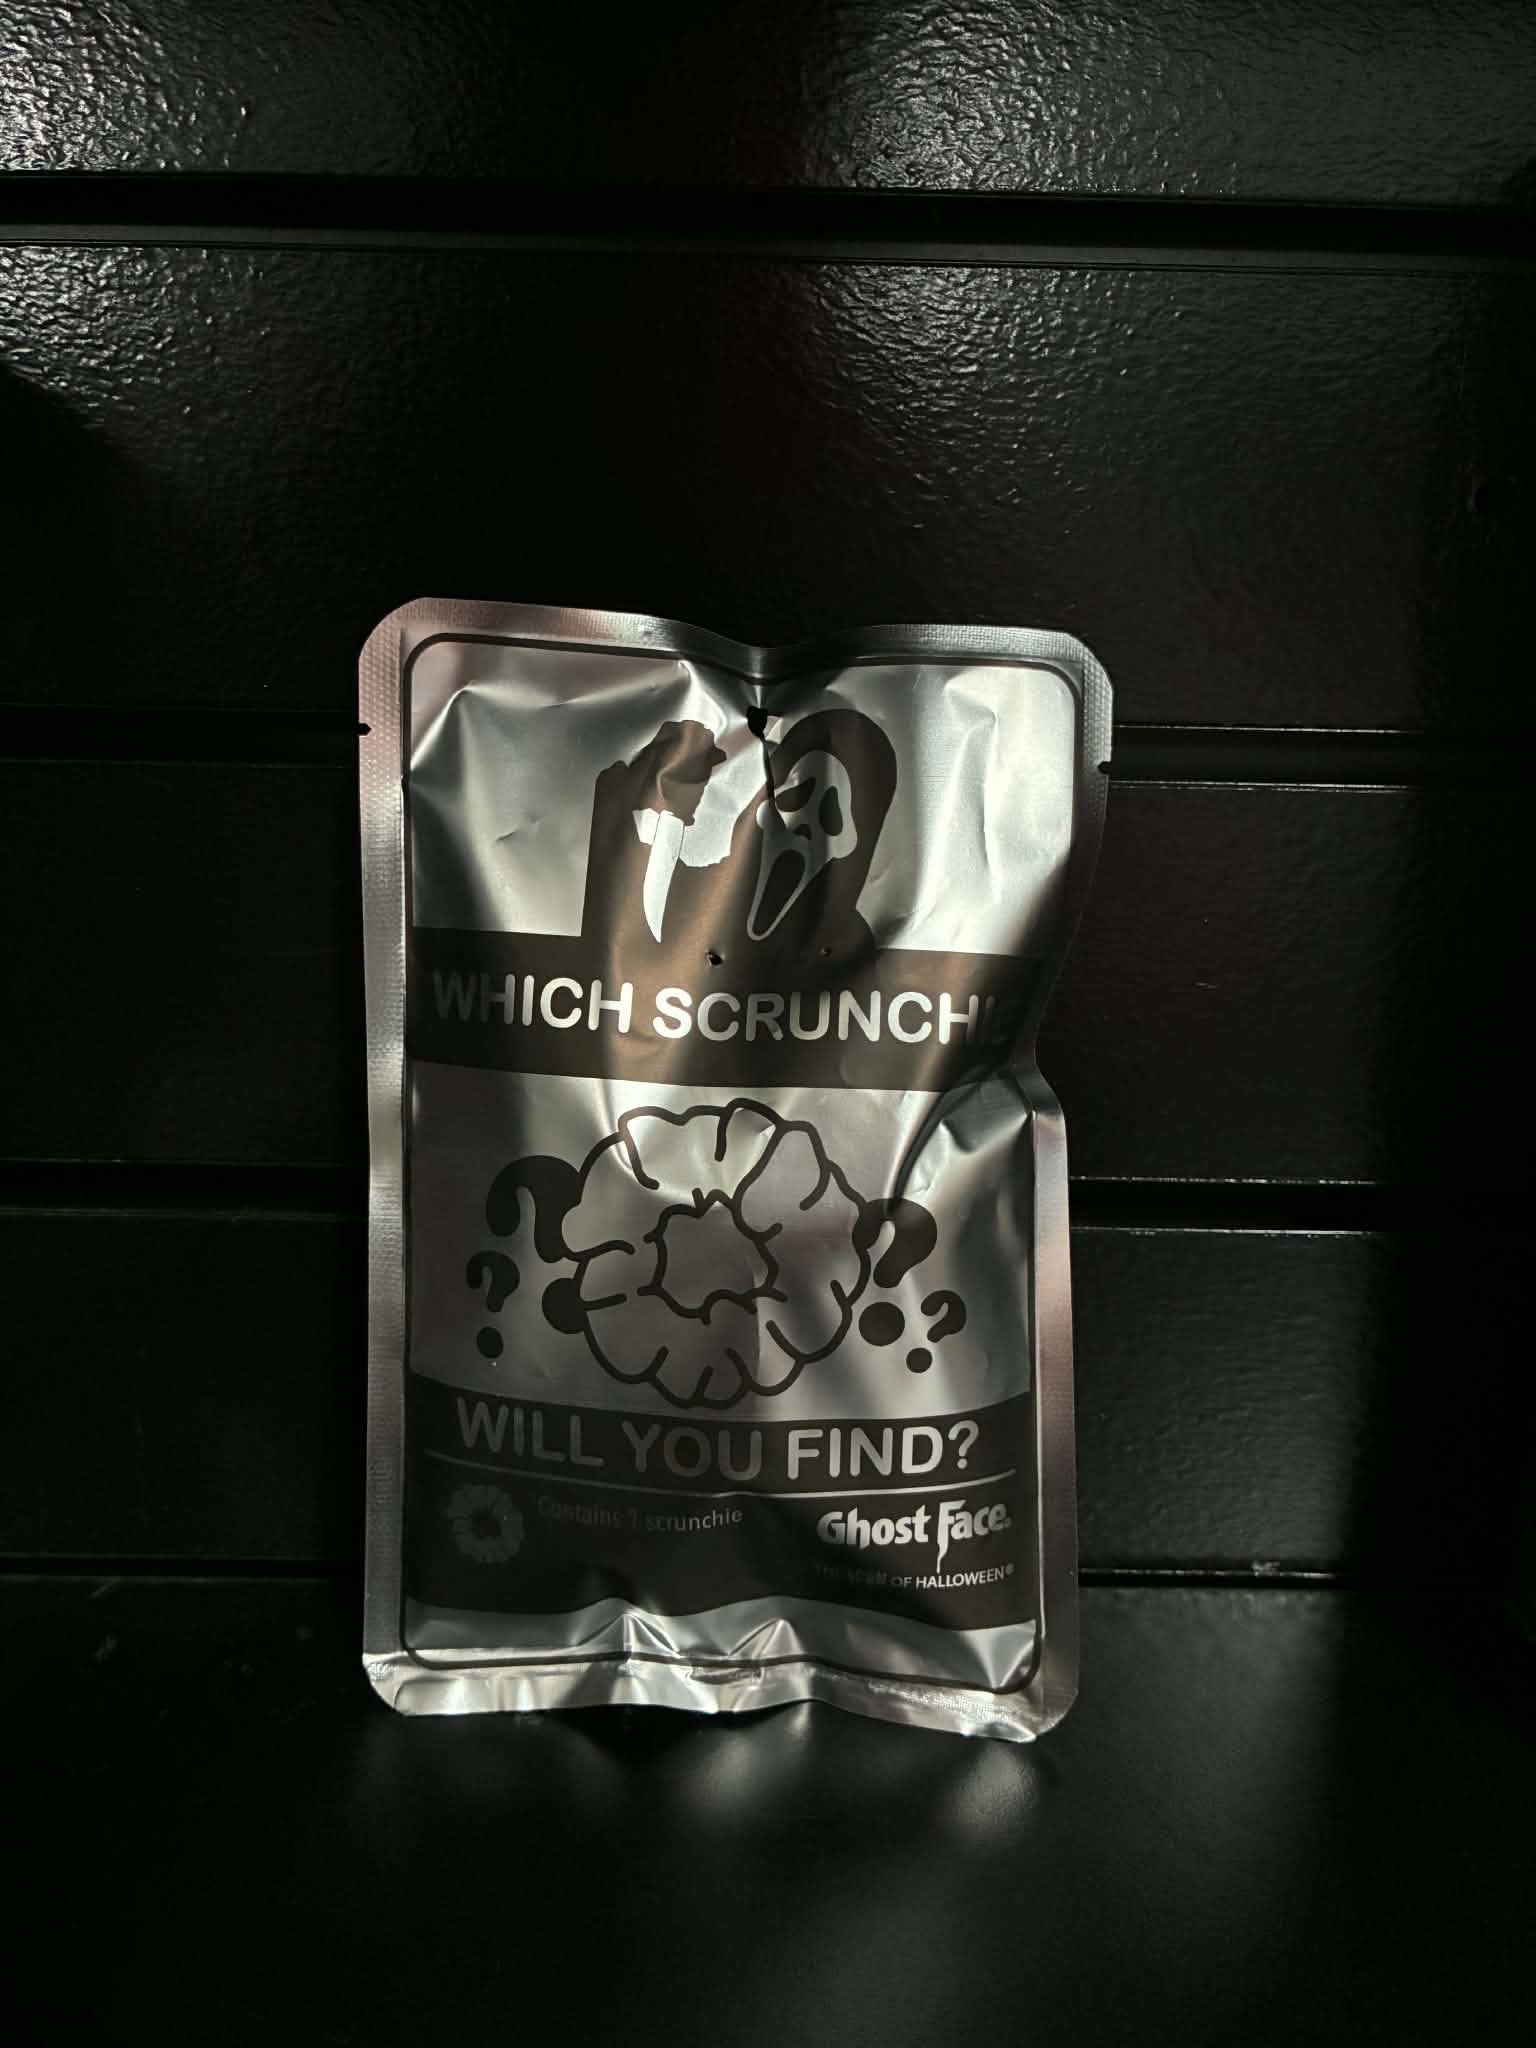 WHICH SCRUNCHIE
? ? ? ?
WILL YOU FIND?
Contains 1 scrunchie
Ghost Face®
OF HALLOWEEN®